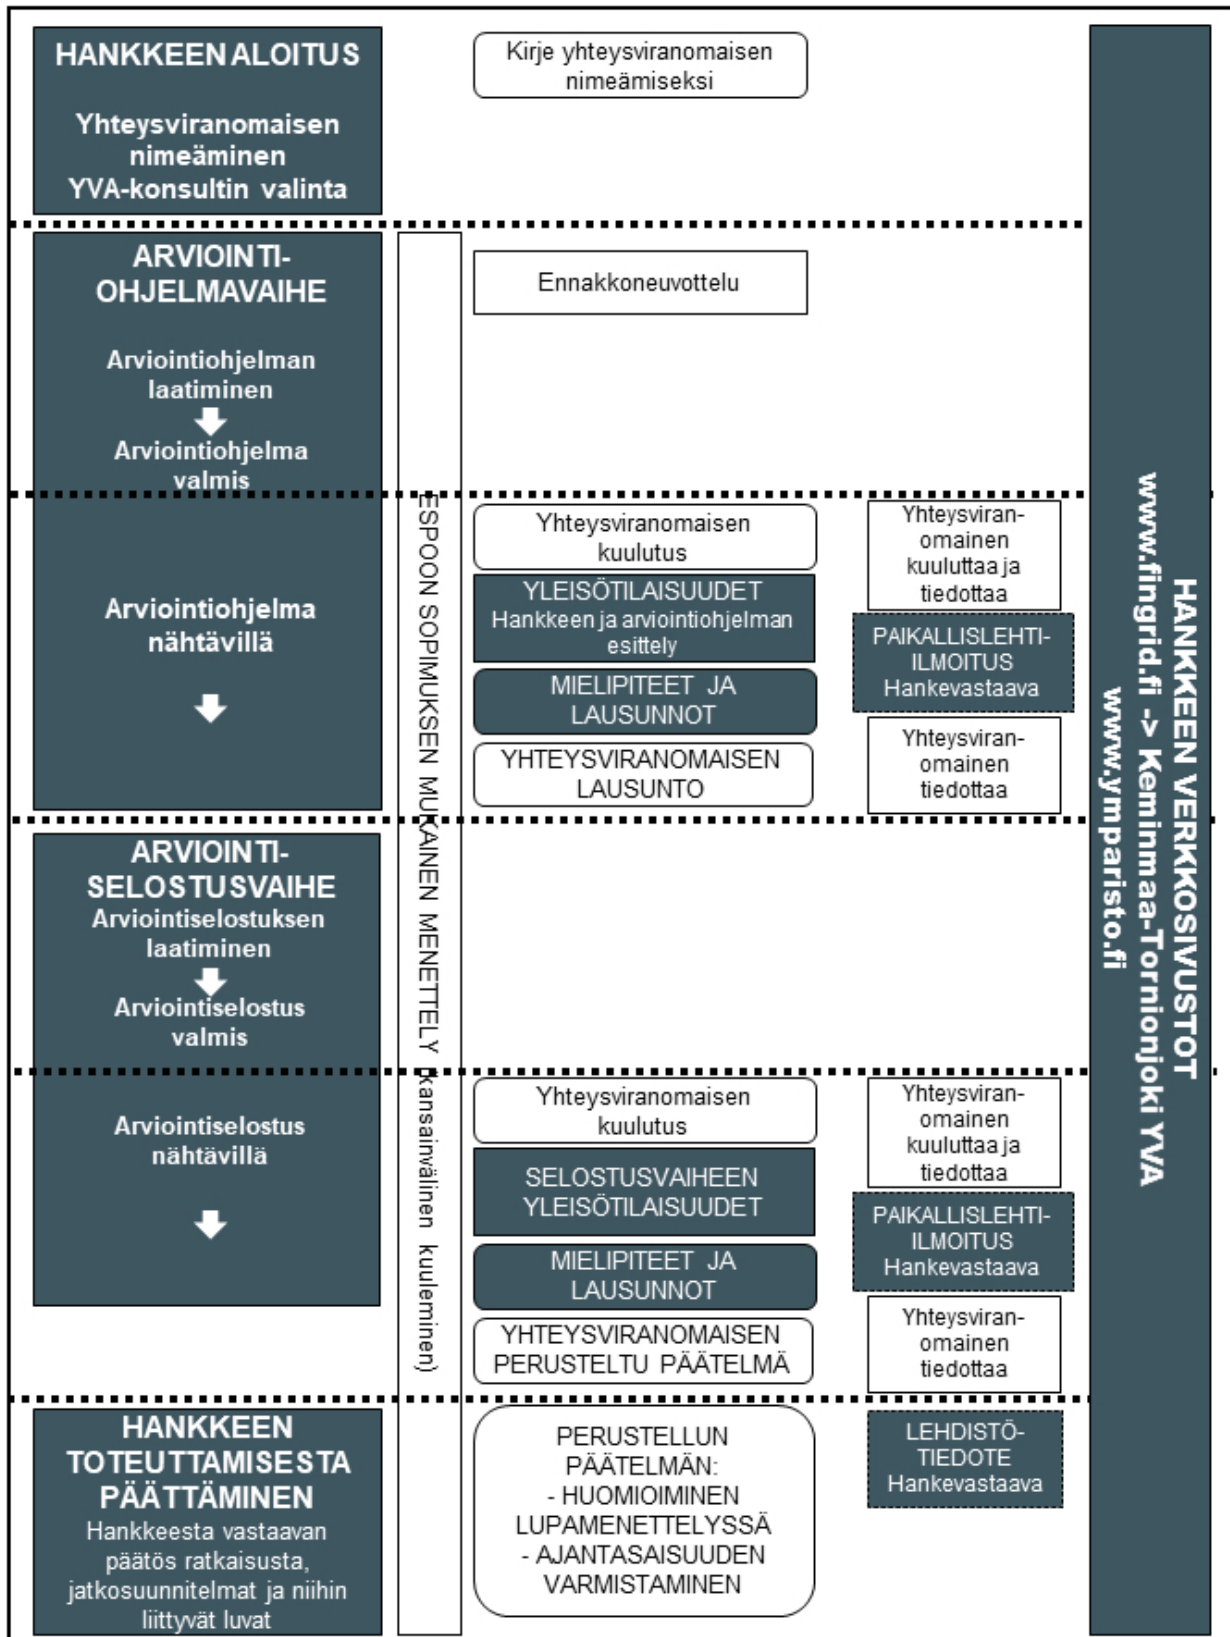 HANKKEEN ALOITUS
Yhteysviranomaisen
nimeäminen
YVA-konsultin valinta
Kirje yhteysviranomaisen
nimeämiseksi
ARVIOINTI-
OHJELMAVAIHE
Arviointiohjelman
laatiminen
Arviointiohjelma
valmis
Ennakkoneuvottelu
Arviointiohjelma
nähtävillä
ESPOON SOPIMUKSEN MUKAINEN MENETTELY (kansainvälinen kuuleminen)
Yhteysviranomaisen
kuulutus
YLEISÖTILAISUUDET
Hankkeen ja arviointiohjelman
esittely
MIELIPITEET JA
LAUSUNNOT
YHTEYSVIRANOMAISEN
LAUSUNTO
Yhteysviran-
omainen
kuuluttaa ja
tiedottaa
PAIKALLISLEHTI-
ILMOITUS
Hankevastaava
Yhteysviran-
omainen
tiedottaa
ARVIOINTI-
SELOSTUSVAIHE
Arviointiselostuksen
laatiminen
Arviointiselostus
valmis
Arviointiselostus
nähtävillä
Yhteysviranomaisen
kuulutus
SELOSTUSVAIHEEN
YLEISÖTILAISUUDET
MIELIPITEET JA
LAUSUNNOT
YHTEYSVIRANOMAISEN
PERUSTELTU PÄÄTELMÄ
Yhteysviran-
omainen
kuuluttaa ja
tiedottaa
PAIKALLISLEHTI-
ILMOITUS
Hankevastaava
Yhteysviran-
omainen
tiedottaa
HANKKEEN
TOTEUTTAMISESTA
PÄÄTTÄMINEN
Hankkeesta vastaavan
päätös ratkaisusta,
jatkosuunnitelmat ja niihin
liittyvät luvat
PERUSTELLUN
PÄÄTELMÄN:
- HUOMIOIMINEN
LUPAMENETTELYSSÄ
- AJANTASAISUUDEN
VARMISTAMINEN
LEHDISTÖ-
TIEDOTE
Hankevastaava
HANKKEEN VERKKOSIVUSTOT
www.fingrid.fi -> Keminmaa-Tornionjoki YVA
www.ymparisto.fi